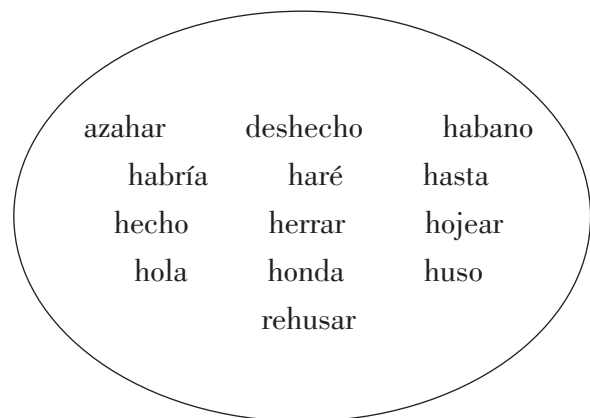 azahar deshecho habano
habría haré hasta
hecho herrar hojear
hola honda huso
rehusar